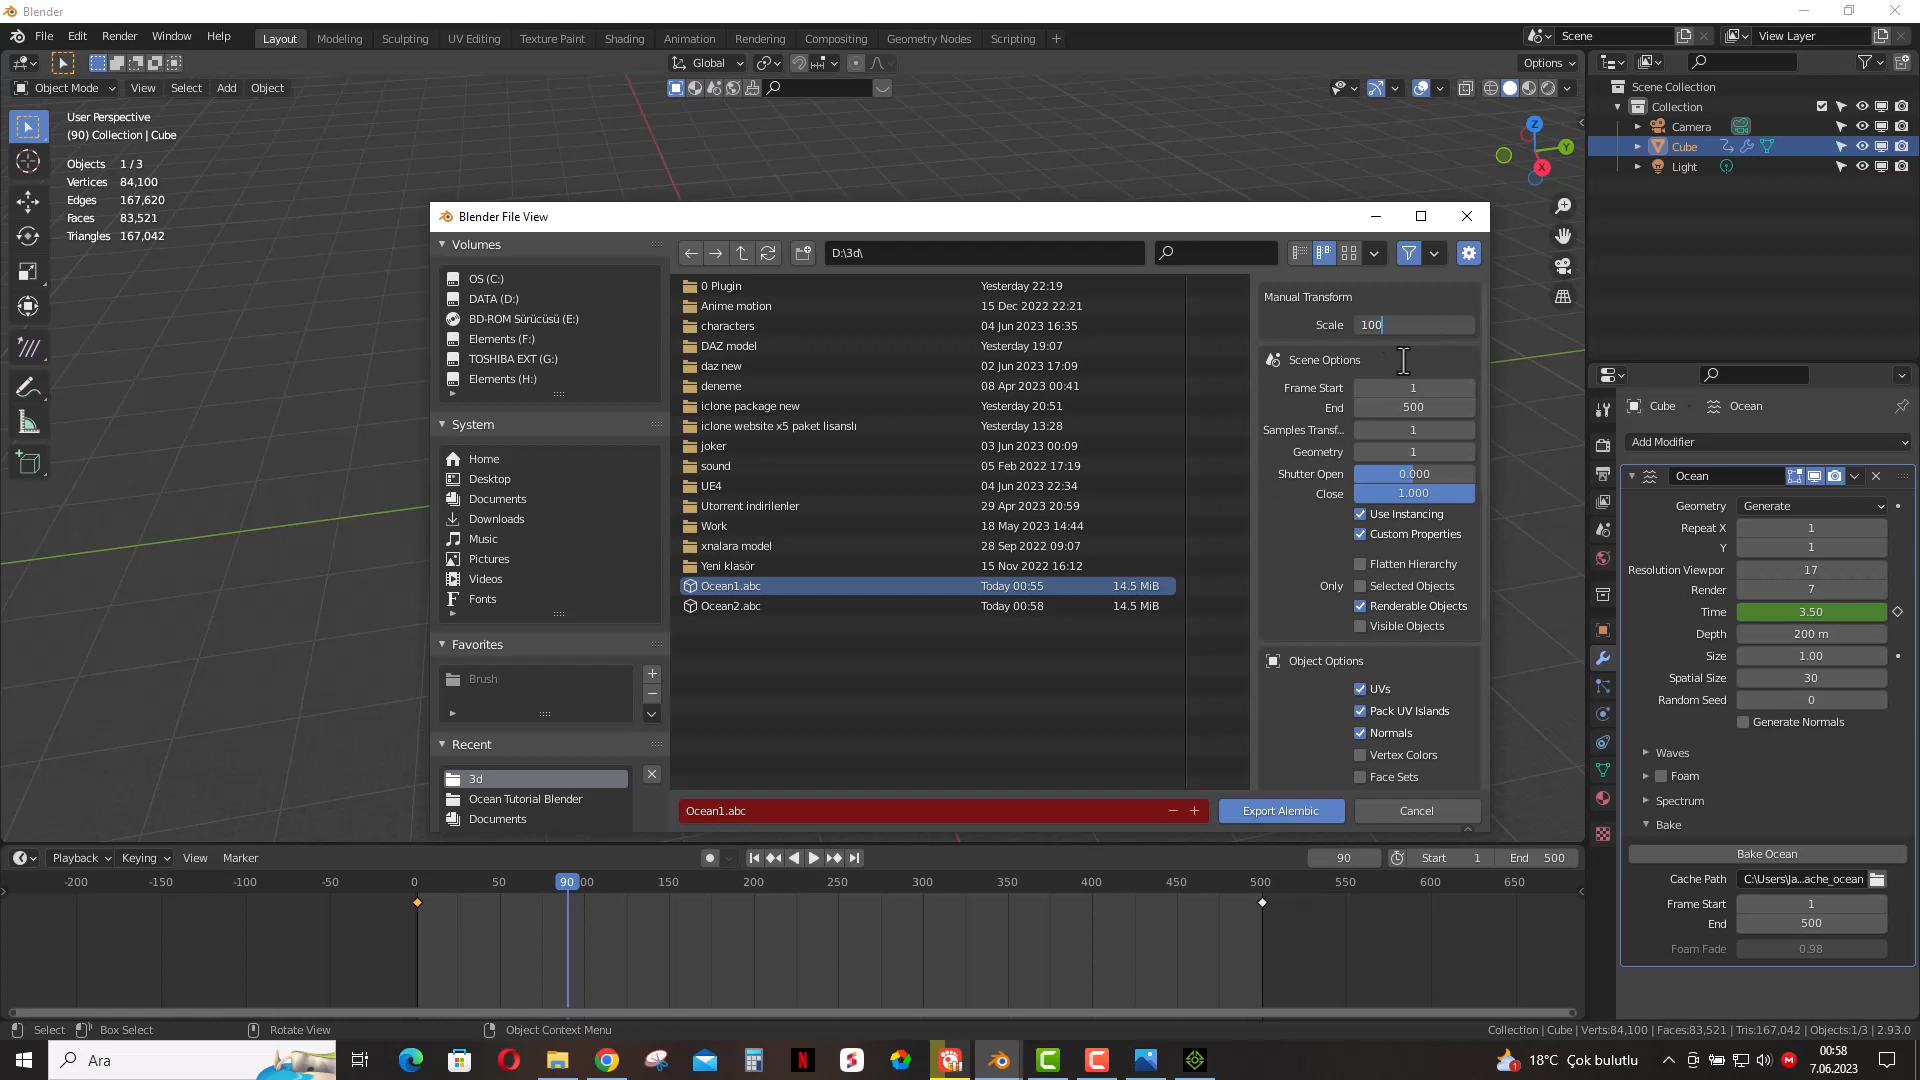 Blender
File Edit Render Window Help
Layout Modeling Sculpting UV Editing Texture Paint Shading Animation Rendering Compositing Geometry Nodes Scripting
Scene
View Layer
Global
Options
Object Mode View Select Add Object
User Perspective
(90) Collection | Cube
Objects 1 / 3
Vertices 84,100
Edges 167,620
Faces 83,521
Triangles 167,042
Z
Y
X
Scene Collection
Collection
Camera
Cube
Light
Blender File View
Volumes
OS (C:)
DATA (D:)
BD-ROM Sürücüsü (E:)
Elements (F:)
TOSHIBA EXT (G:)
Elements (H:)
System
Home
Desktop
Documents
Downloads
Music
Pictures
Videos
Fonts
Favorites
Brush
Recent
3d
Ocean Tutorial Blender
Documents
D:\3d\
0 Plugin Yesterday 22:19
Anime motion 15 Dec 2022 22:21
characters 04 Jun 2023 16:35
DAZ model Yesterday 19:07
daz new 02 Jun 2023 17:09
deneme 08 Apr 2023 00:41
iclone package new Yesterday 20:51
iclone website x5 paket lisanslı Yesterday 13:28
joker 03 Jun 2023 00:09
sound 05 Feb 2022 17:19
UE4 04 Jun 2023 22:34
Utorrent indirilenler 29 Apr 2023 20:59
Work 18 May 2023 14:44
xnalara model 28 Sep 2022 09:07
Yeni klasör 15 Nov 2022 16:12
Ocean1.abc Today 00:55 14.5 MiB
Ocean2.abc Today 00:58 14.5 MiB
Ocean1.abc
Export Alembic
Cancel
Manual Transform
Scale 100
Scene Options
Frame Start 1
End 500
Samples Transf... 1
Geometry 1
Shutter Open 0.000
Close 1.000
Use Instancing
Custom Properties
Flatten Hierarchy
Only Selected Objects
Renderable Objects
Visible Objects
Object Options
UVs
Pack UV Islands
Normals
Vertex Colors
Face Sets
Cube Ocean
Add Modifier
Ocean
Geometry Generate
Repeat X 1
Y 1
Resolution Viewpor 17
Render 7
Time 3.50
Depth 200 m
Size 1.00
Spatial Size 30
Random Seed 0
Generate Normals
Waves
Foam
Spectrum
Bake
Bake Ocean
Cache Path C:\Users\Ja...ache_ocean
Frame Start 1
End 500
Foam Fade 0.98
Playback Keying View Marker
90 Start 1 End 500
-200 -150 -100 -50 0 50 90 00 150 200 250 300 350 400 450 500 550 600 650
Select Box Select Rotate View Object Context Menu
Collection | Cube | Verts:84,100 | Faces:83,521 | Tris:167,042 | Objects:1/3 | 2.93.0
Ara
18°C Çok bulutlu
00:58
7.06.2023